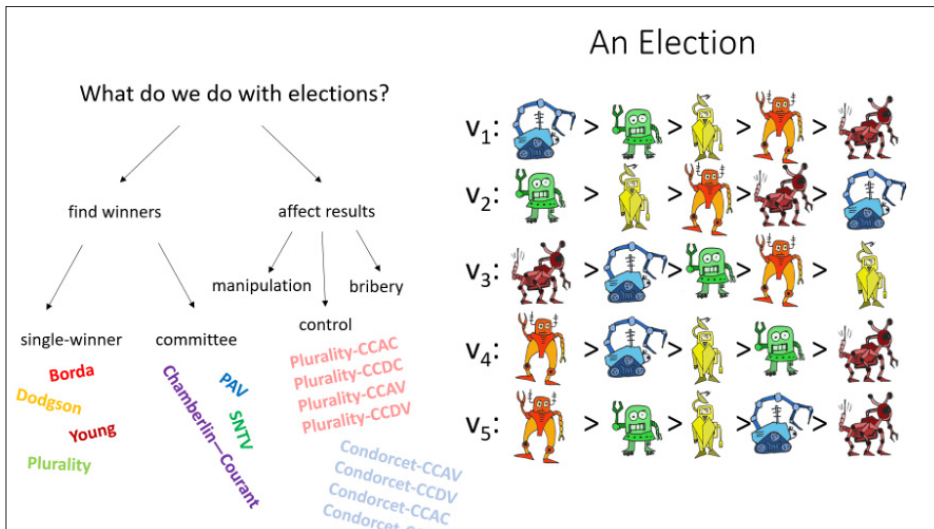 An Election
What do we do with elections?
find winners
affect results
manipulation
bribery
single-winner
committee
control
Borda
Dodgson
Young
Plurality
Chamberlin—Courant
PAV
SNTV
Plurality-CCAC
Plurality-CCDC
Plurality-CCAV
Plurality-CCDV
Condorcet-CCAV
Condorcet-CCDV
Condorcet-CCAC
v1: > > > >
v2: > > > >
v3: > > > >
v4: > > > >
v5: > > > >